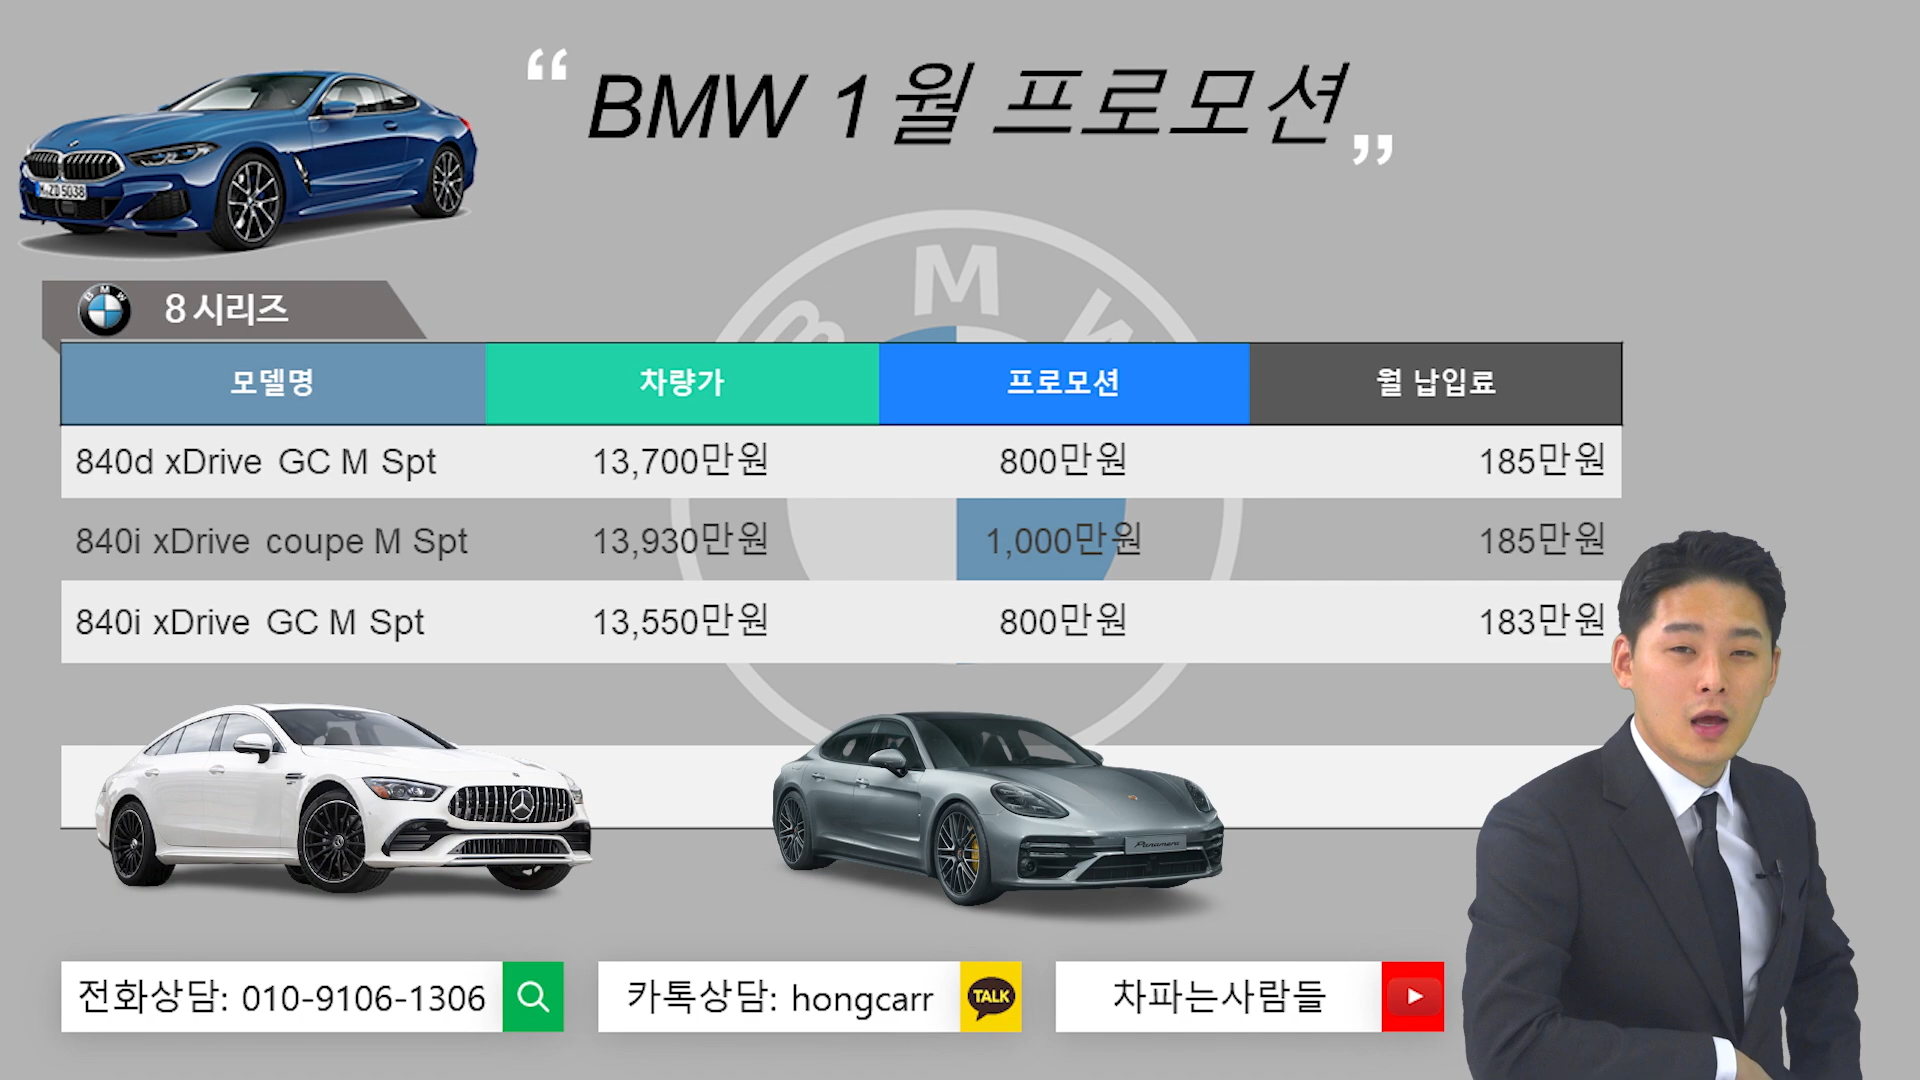 “ BMW 1월 프로모션 ”
M·ZD 5038
BMW
8시리즈
BMW
모델명 차량가 프로모션 월 납입료
840d xDrive GC M Spt 13,700만원 800만원 185만원
840i xDrive coupe M Spt 13,930만원 1,000만원 185만원
840i xDrive GC M Spt 13,550만원 800만원 183만원
Panamera
전화상담: 010-9106-1306
카톡상담: hongcarr
TALK
차파는사람들